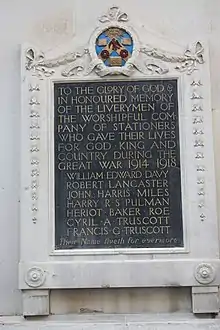 TO THE GLORY OF GOD &
IN HONOURED MEMORY
OF THE LIVERYMEN OF
THE WORSHIPFUL COM
PANY OF STATIONERS
WHO GAVE THEIR LIVES
FOR GOD KING AND
COUNTRY DURING THE
GREAT WAR 1914 1918
WILLIAM EDWARD DAVY
ROBERT LANCASTER
JOHN HARRIS MILES
HARRY R S PULMAN
HERIOT BAKER ROE
CYRIL A TRUSCOTT
FRANCIS G TRUSCOTT
Their Name liveth for evermore